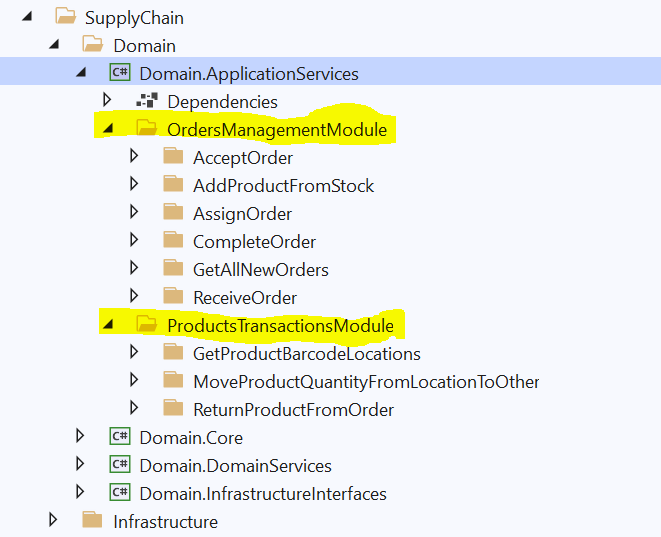 SupplyChain
Domain
C# Domain.ApplicationServices
Dependencies
OrdersManagementModule
AcceptOrder
AddProductFromStock
AssignOrder
CompleteOrder
GetAllNewOrders
ReceiveOrder
ProductsTransactionsModule
GetProductBarcodeLocations
MoveProductQuantityFromLocationToOther
ReturnProductFromOrder
C# Domain.Core
C# Domain.DomainServices
C# Domain.InfrastructureInterfaces
Infrastructure